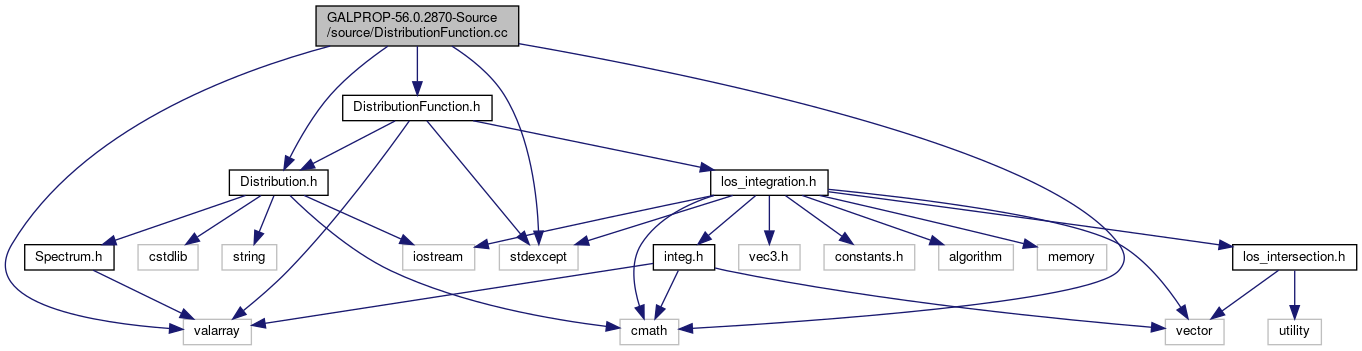 GALPROP-56.0.2870-Source
/source/DistributionFunction.cc
DistributionFunction.h
Distribution.h
los_integration.h
Spectrum.h
cstdlib
string
iostream
stdexcept
integ.h
vec3.h
constants.h
algorithm
memory
los_intersection.h
valarray
cmath
vector
utility